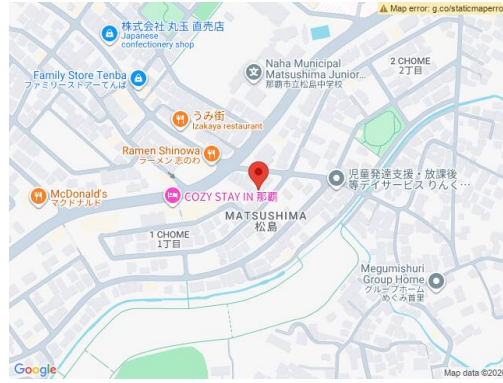 Map error: g.co/staticmaperro
株式会社 丸玉 直売店
Japanese
confectionery shop
2 CHOME
2丁目
Naha Municipal
Matsushima Junior...
那覇市立松島中学校
Family Store Tenba
ファミリーストアーてんば
うみ街
Izakaya restaurant
Ramen Shinowa
ラーメン 志のわ
児童発達支援・放課後
等デイサービス りんく...
McDonald's
マクドナルド
COZY STAY IN 那覇
MATSUSHIMA
松島
1 CHOME
1丁目
Megumishuri
Group Home
グループホーム
めぐみ首里
Google
Map data ©202